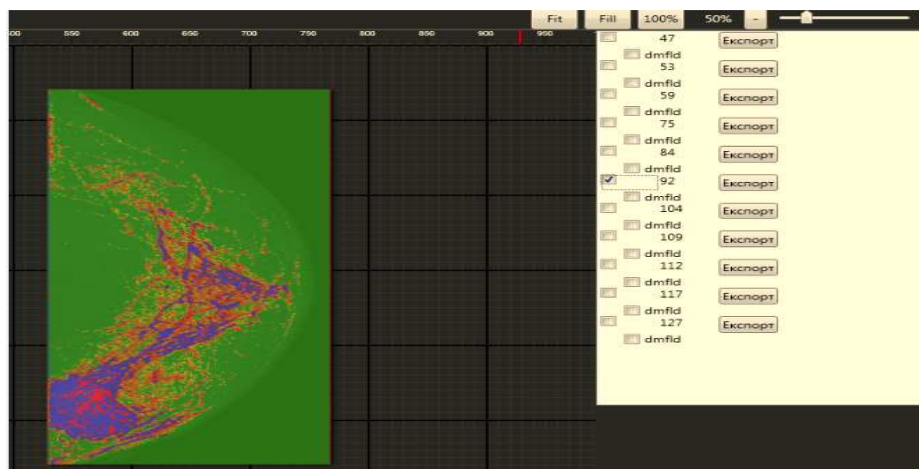 Fit Fill 100% 50% -
550 600 650 700 750 800 850 900 950
47 Експорт
dmfld
53 Експорт
dmfld
59 Експорт
dmfld
75 Експорт
dmfld
84 Експорт
dmfld
92 Експорт
dmfld
104 Експорт
dmfld
109 Експорт
dmfld
112 Експорт
dmfld
117 Експорт
dmfld
127 Експорт
dmfld